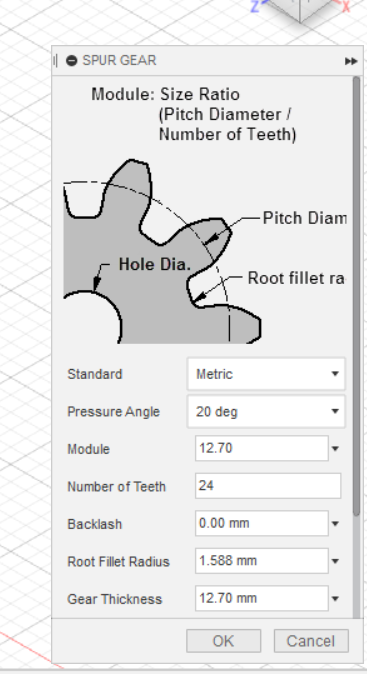 Z
X
SPUR GEAR
Module: Size Ratio
(Pitch Diameter /
Number of Teeth)
Pitch Diam
Hole Dia.
Root fillet ra
Standard Metric
Pressure Angle 20 deg
Module 12.70
Number of Teeth 24
Backlash 0.00 mm
Root Fillet Radius 1.588 mm
Gear Thickness 12.70 mm
OK Cancel